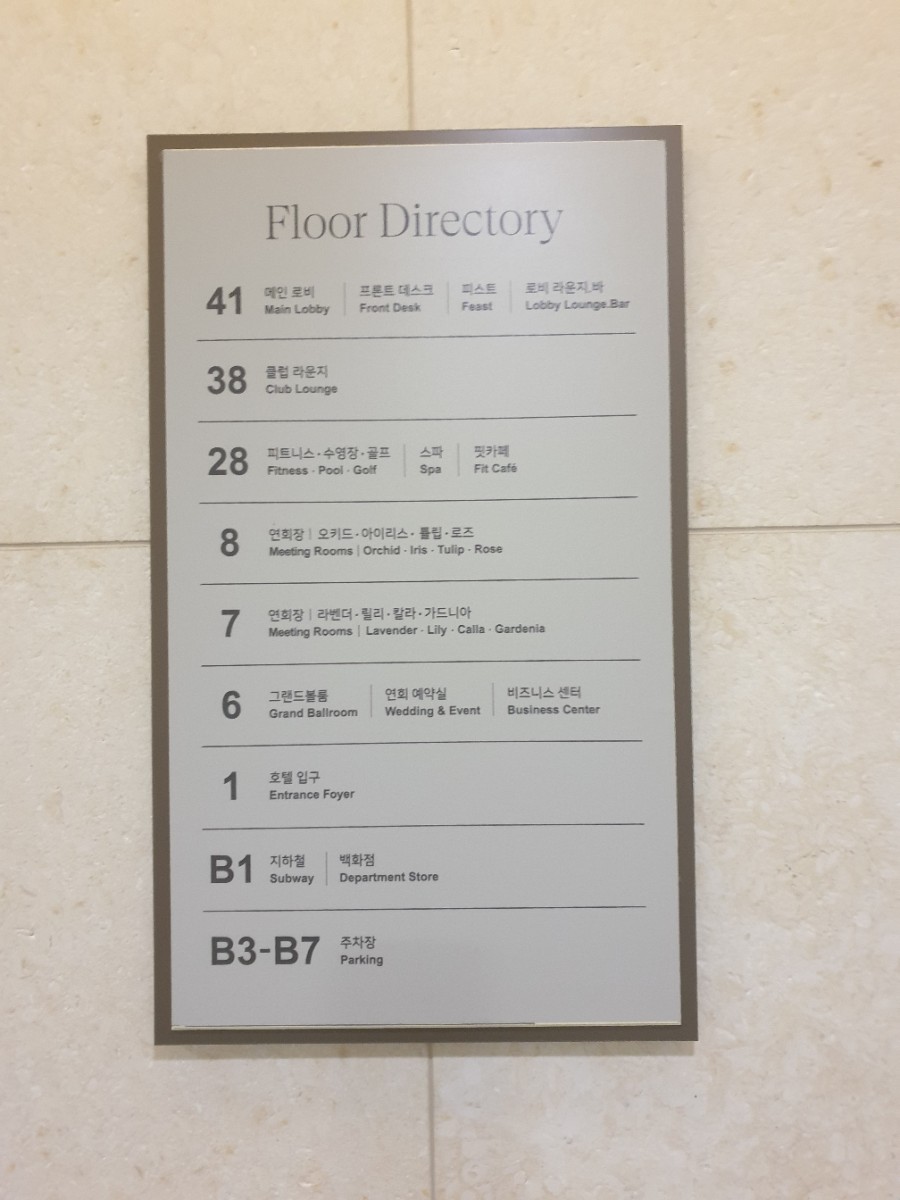 Floor Directory
41 메인 로비 | 프론트 데스크 | 피스트 | 로비 라운지.바
Main Lobby | Front Desk | Feast | Lobby Lounge.Bar
38 클럽 라운지
Club Lounge
28 피트니스·수영장·골프 | 스파 | 핏카페
Fitness · Pool · Golf | Spa | Fit Café
8 연회장 | 오키드·아이리스·튤립·로즈
Meeting Rooms | Orchid · Iris · Tulip · Rose
7 연회장 | 라벤더·릴리·칼라·가드니아
Meeting Rooms | Lavender · Lily · Calla · Gardenia
6 그랜드볼룸 | 연회 예약실 | 비즈니스 센터
Grand Ballroom | Wedding & Event | Business Center
1 호텔 입구
Entrance Foyer
B1 지하철 | 백화점
Subway | Department Store
B3-B7 주차장
Parking